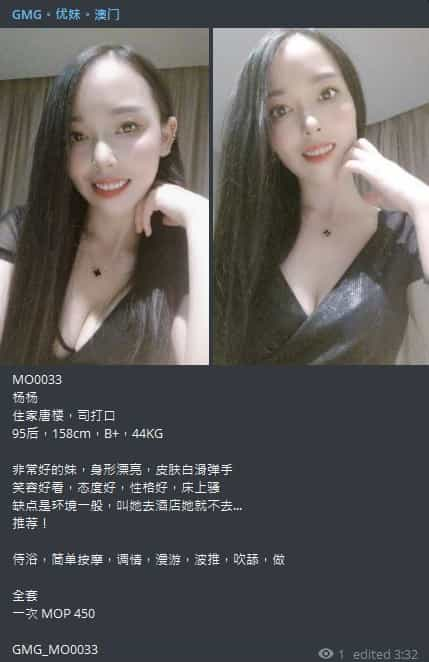 GMG • 优妹 • 澳门
MO0033
杨杨
住家唐楼，司打口
95后，158cm，B+，44KG
非常好的妹，身形漂亮，皮肤白滑弹手
笑容好看，态度好，性格好，床上骚
缺点是环境一般，叫她去酒店她就不去...
推荐！
侍浴，简单按摩，调情，漫游，波推，吹舔，做
全套
一次 MOP 450
GMG_MO0033
1 edited 3:32